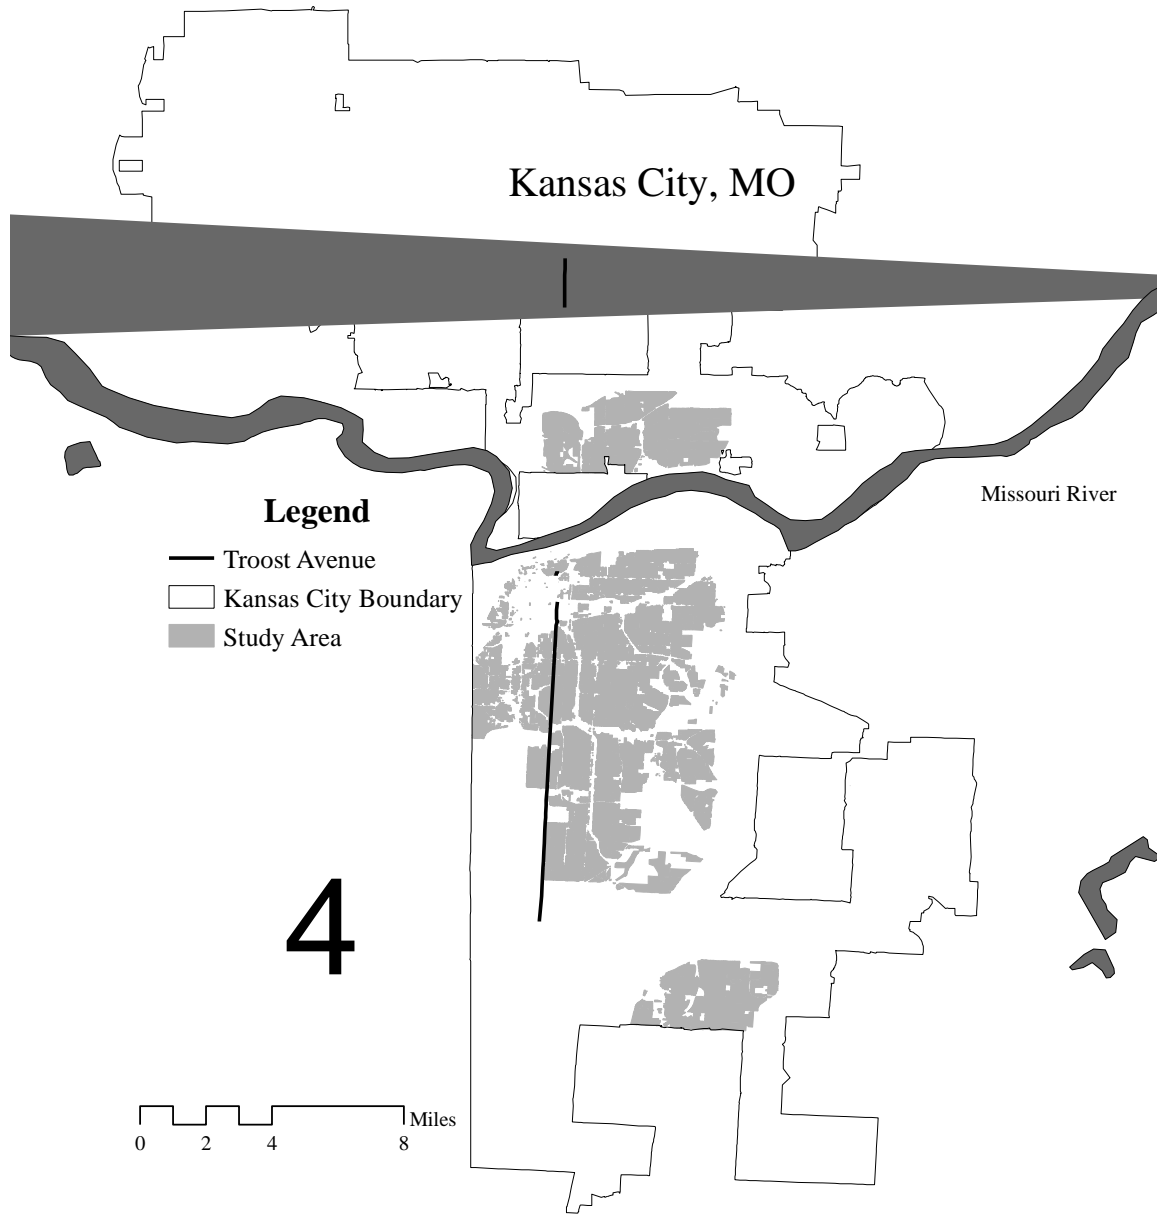 Kansas City, MO
Missouri River
Legend
Troost Avenue
Kansas City Boundary
Study Area
4
Miles
0 2 4 8